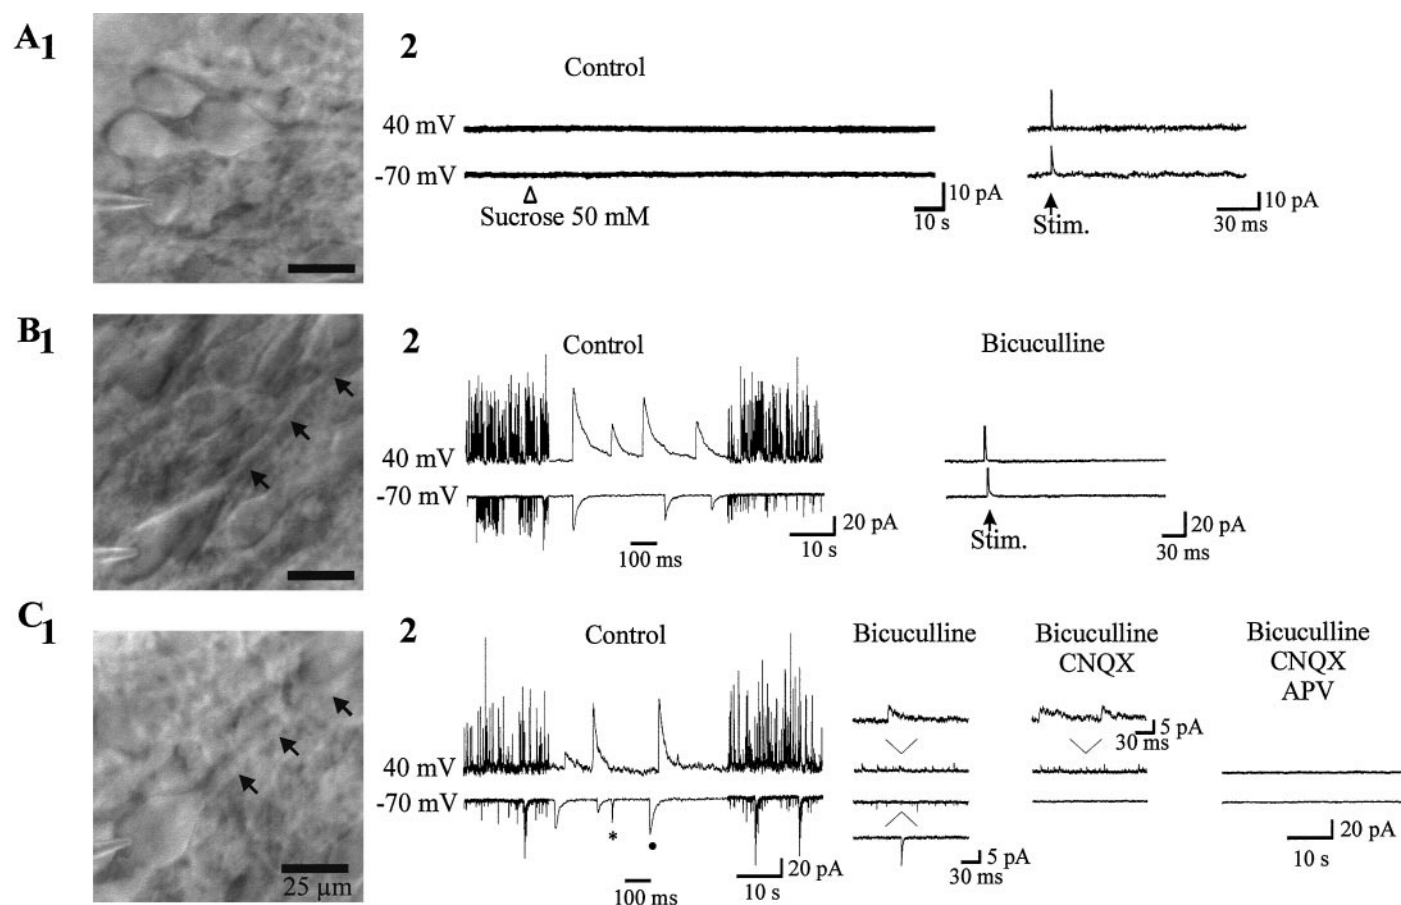 A1
2
Control
40 mV
-70 mV
Sucrose 50 mM
10 pA
10 s
Stim.
10 pA
30 ms
B1
2
Control
Bicuculline
40 mV
-70 mV
20 pA
10 s
100 ms
Stim.
20 pA
30 ms
C1
25 µm
2
Control
Bicuculline
Bicuculline
CNQX
Bicuculline
CNQX
APV
5 pA
30 ms
40 mV
-70 mV
*
20 pA
10 s
100 ms
5 pA
30 ms
20 pA
10 s